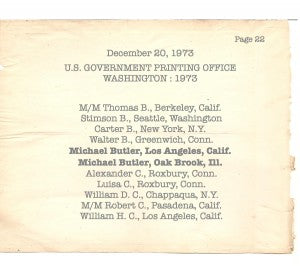 Page 22
December 20, 1973
U.S. GOVERNMENT PRINTING OFFICE
WASHINGTON : 1973
M/M Thomas B., Berkeley, Calif.
Stimson B., Seattle, Washington
Carter B., New York, N.Y.
Walter B., Greenwich, Conn.
Michael Butler, Los Angeles, Calif.
Michael Butler, Oak Brook, Ill.
Alexander C., Roxbury, Conn.
Luisa C., Roxbury, Conn.
William D. C., Chappaqua, N.Y.
M/M Robert C., Pasadena, Calif.
William H. C., Los Angeles, Calif.